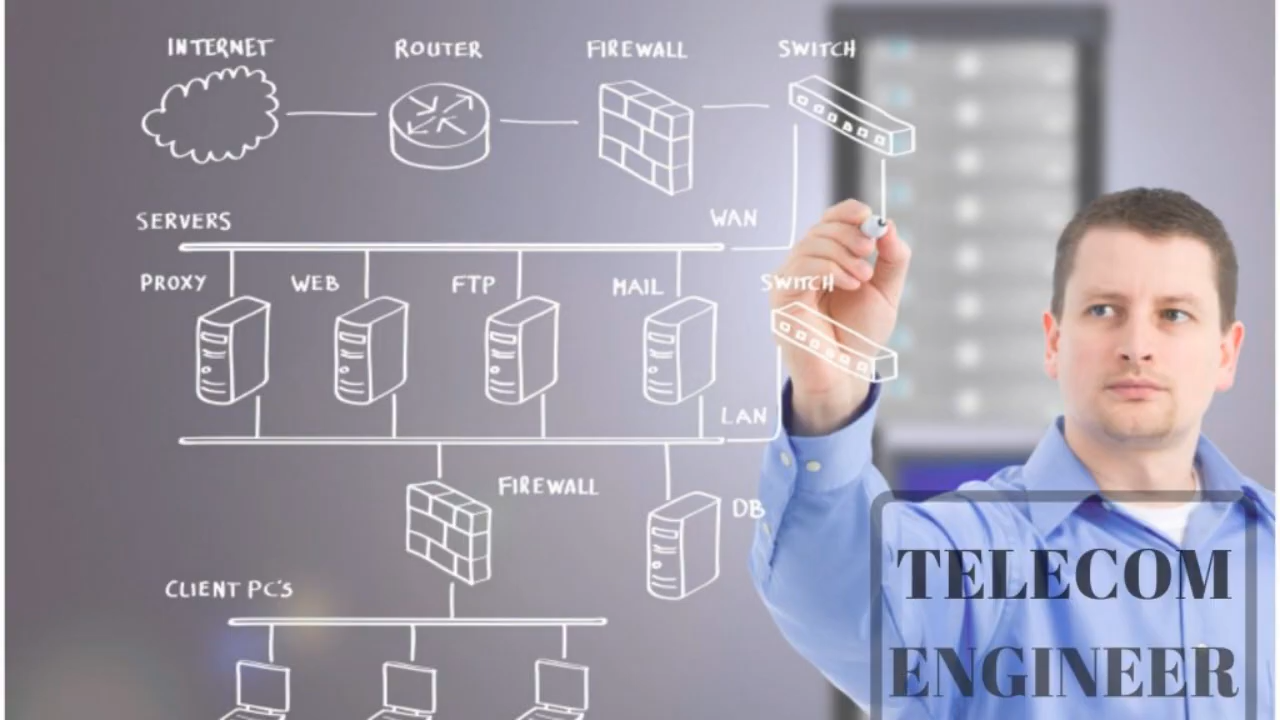 INTERNET
ROUTER
FIREWALL
SWITCH
SERVERS
WAN
PROXY
WEB
FTP
MAIL
SWITCH
LAN
FIREWALL
DB
CLIENT PC'S
TELECOM
ENGINEER